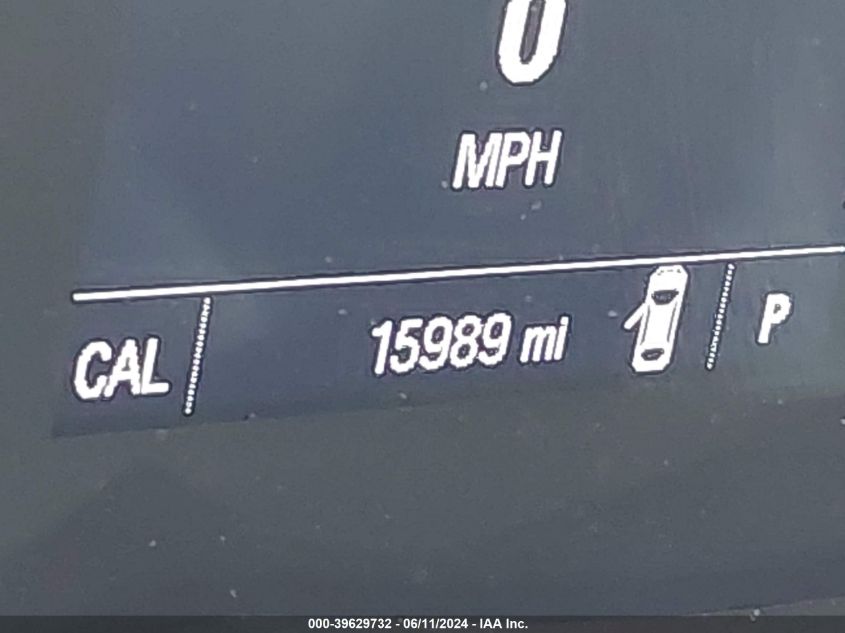 0
MPH
CAL 15989 mi P
000-39629732 - 06/11/2024 - IAA Inc.